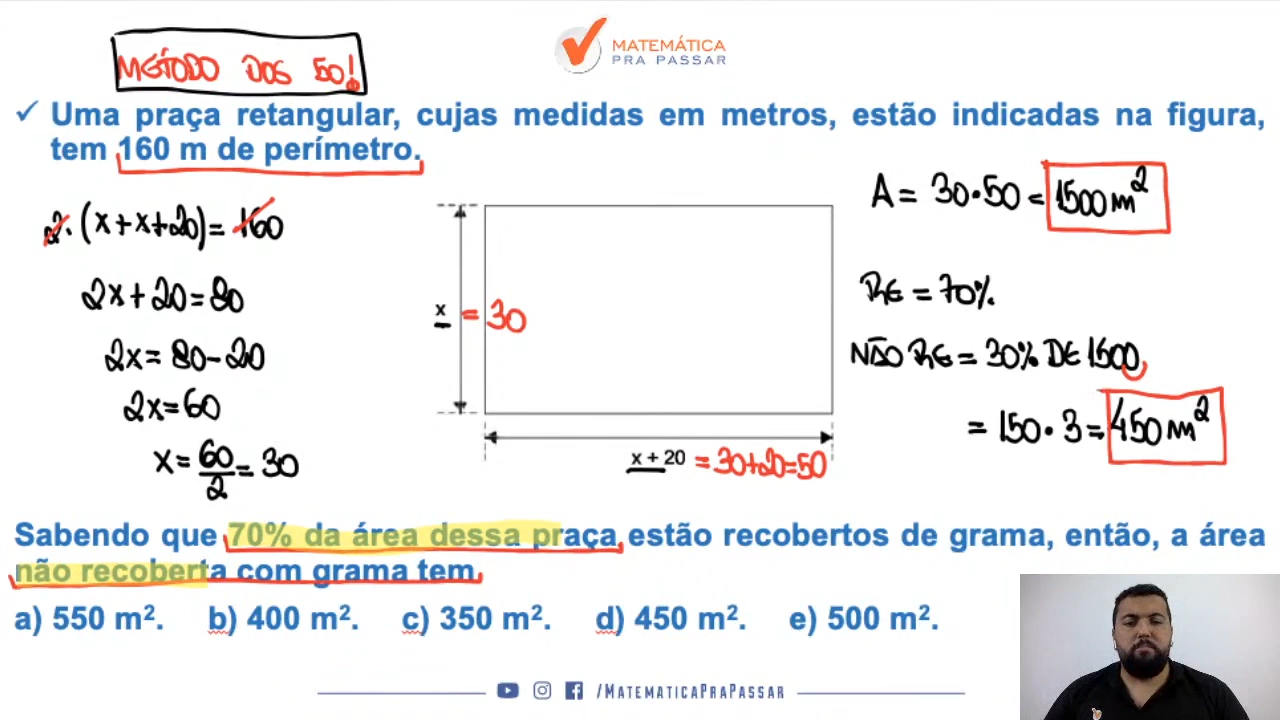 MÉTODO DOS 50!
MATEMÁTICA
PRA PASSAR
✓ Uma praça retangular, cujas medidas em metros, estão indicadas na figura,
tem 160 m de perímetro.
2·(x+x+20)=160
2x+20=80
2x=80-20
2x=60
x=60/2=30
x = 30
x + 20 = 30+20=50
A = 30·50 = 1500 m²
RE = 70%
NÃO RE = 30% DE 1500
= 150·3 = 450 m²
Sabendo que 70% da área dessa praça estão recobertos de grama, então, a área
não recoberta com grama tem
a) 550 m². b) 400 m². c) 350 m². d) 450 m². e) 500 m².
/MATEMATICAPRAPASSAR